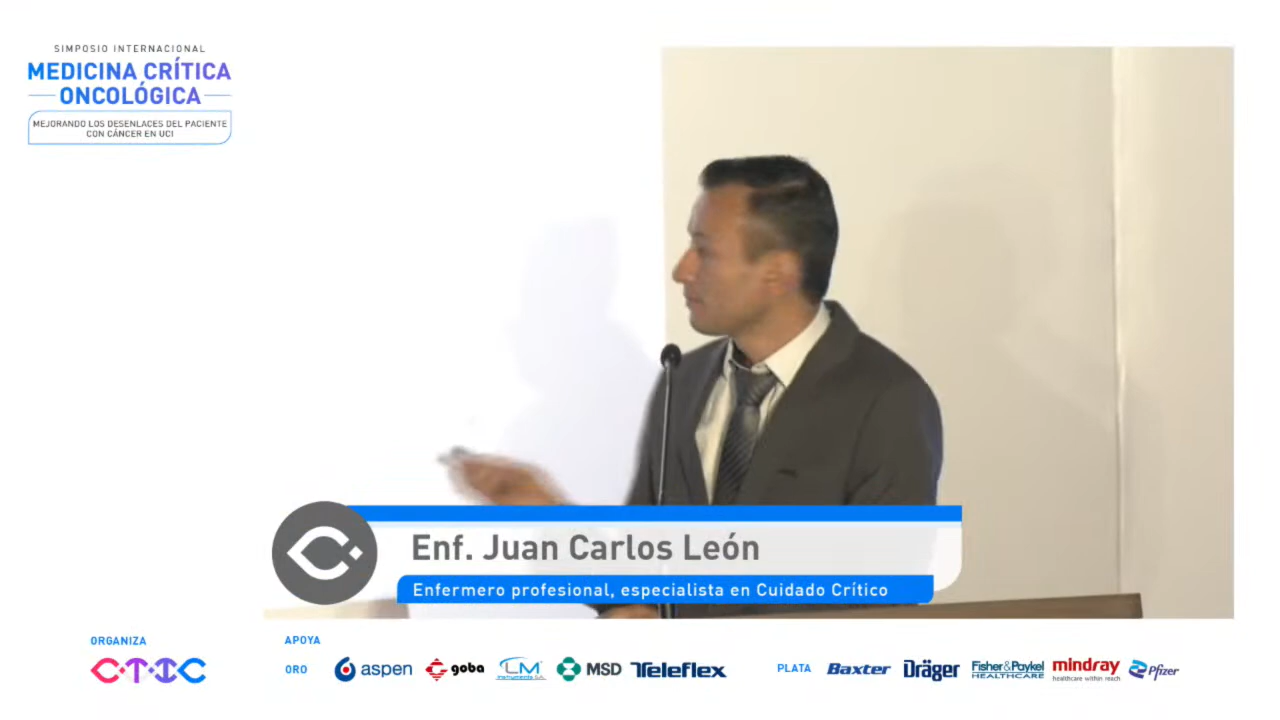 SIMPOSIO INTERNACIONAL
MEDICINA CRÍTICA
ONCOLÓGICA
MEJORANDO LOS DESENLACES DEL PACIENTE
CON CÁNCER EN UCI
Enf. Juan Carlos León
Enfermero profesional, especialista en Cuidado Crítico
ORGANIZA
CTIC
APOYA
ORO
aspen
goba
LM
Instruments S.A.
MSD
Teleflex
PLATA
Baxter
Dräger
Fisher & Paykel
HEALTHCARE
mindray
healthcare within reach
Pfizer